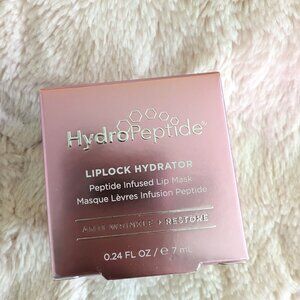 HydroPeptide®
LIPLOCK HYDRATOR
Peptide Infused Lip Mask
Masque Lèvres Infusion Peptide
ANTI-WRINKLE + RESTORE
0.24 FL OZ / ℮ 7 mL